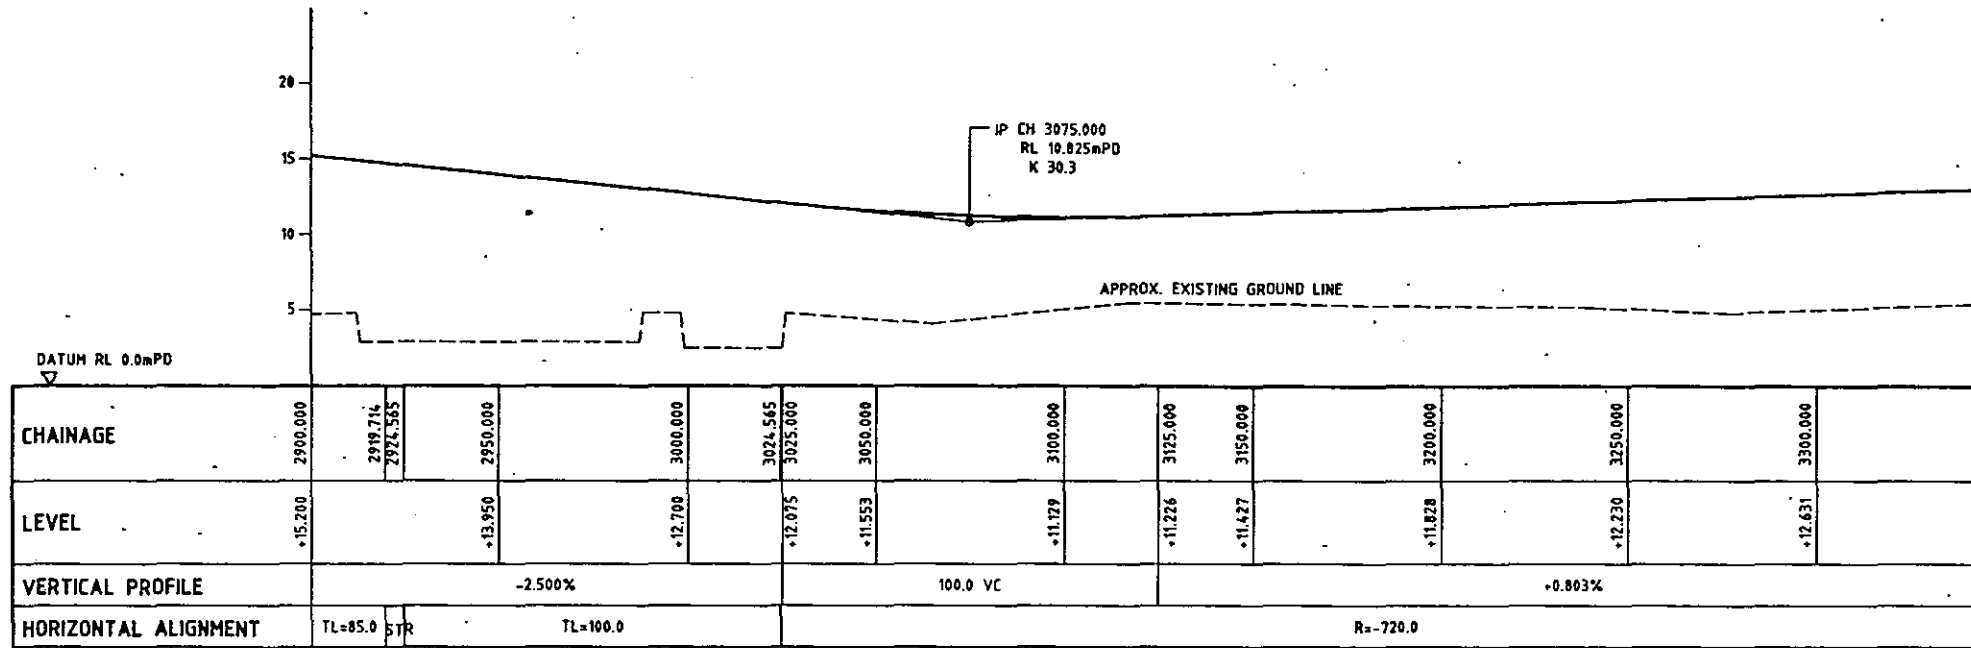 20
15
10
5
IP CH 3075.000
RL 10.825mPD
K 30.3
APPROX. EXISTING GROUND LINE
DATUM RL 0.0mPD
CHAINAGE 2900.000 2919.714 2924.565 2950.000 3000.000 3024.565 3025.000 3050.000 3100.000 3125.000 3150.000 3200.000 3250.000 3300.000
LEVEL +15.200 +13.950 +12.700 +12.075 +11.553 +11.129 +11.226 +11.427 +11.828 +12.230 +12.631
VERTICAL PROFILE -2.500% 100.0 VC +0.803%
HORIZONTAL ALIGNMENT TL=85.0 STR TL=100.0 R=-720.0